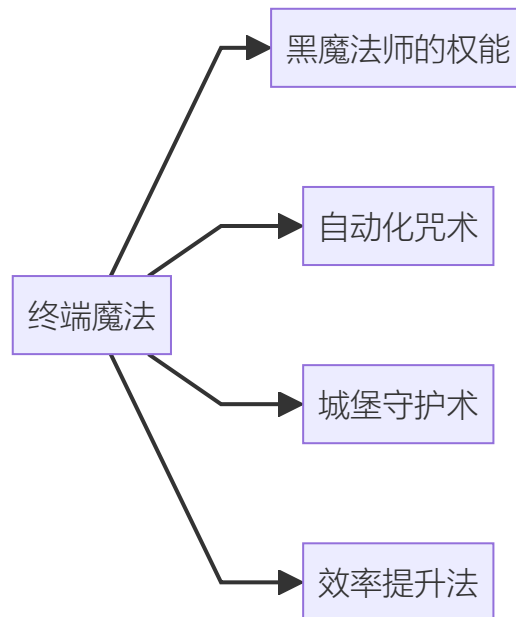 黑魔法师的权能
自动化咒术
终端魔法
城堡守护术
效率提升法